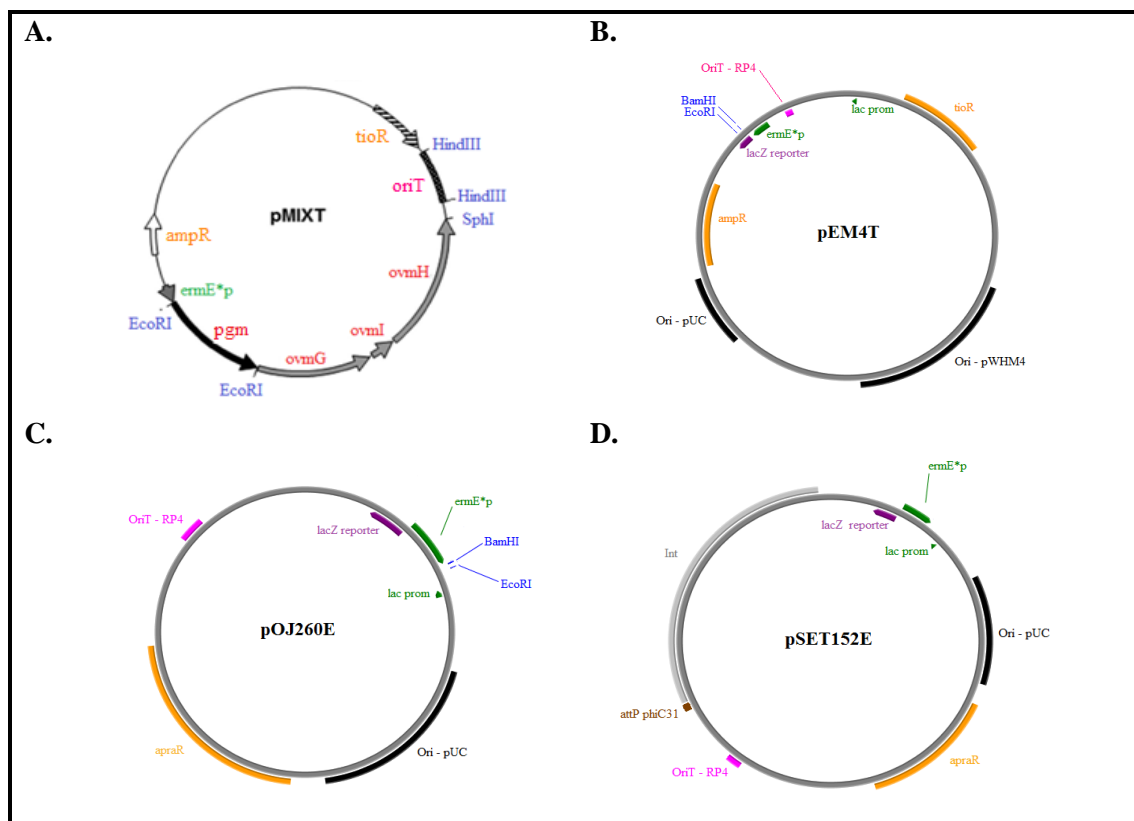 A.
tioR
HindIII
oriT
HindIII
SphI
pMIXT
ampR
ermE*p
EcoRI
pgm
EcoRI
ovmG
ovmI
ovmH
B.
OriT - RP4
BamHI
EcoRI
ermE*p
lacZ reporter
lac prom
tioR
ampR
pEM4T
Ori - pUC
Ori - pWHM4
C.
OriT - RP4
lacZ reporter
ermE*p
BamHI
EcoRI
lac prom
pOJ260E
apraR
Ori - pUC
D.
ermE*p
lacZ reporter
lac prom
Int
pSET152E
Ori - pUC
attP phiC31
OriT - RP4
apraR